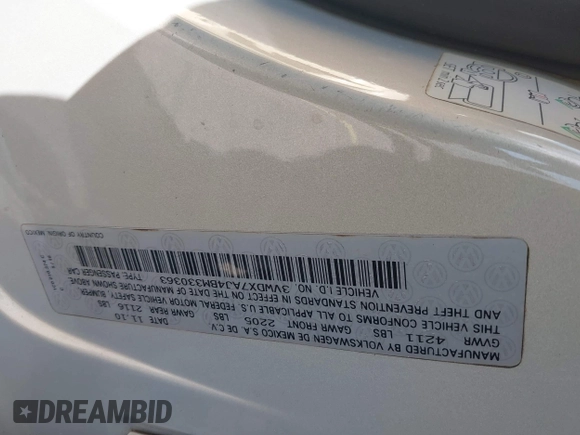 MANUFACTURED BY VOLKSWAGEN DE MEXICO S.A. DE C.V.
DATE 11.10
GVWR 4211 LBS GAWR FRONT 2205 LBS GAWR REAR 2116 LBS
THIS VEHICLE CONFORMS TO ALL APPLICABLE U.S. FEDERAL MOTOR VEHICLE SAFETY, BUMPER,
AND THEFT PREVENTION STANDARDS IN EFFECT ON THE DATE OF MANUFACTURE SHOWN ABOVE
VEHICLE I.D. NO. 3VWDX7AJ4BM330363 TYPE: PASSENGER CAR
COUNTRY OF ORIGIN: MEXICO
DREAMBID